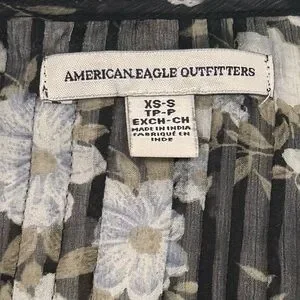 AMERICAN EAGLE OUTFITTERS
XS-S
TP-P
EXCH-CH
MADE IN INDIA
FABRIQUÉ EN
INDE